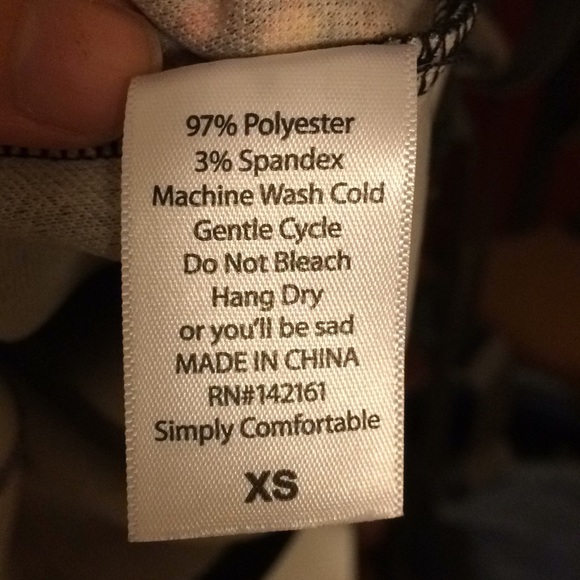 97% Polyester
3% Spandex
Machine Wash Cold
Gentle Cycle
Do Not Bleach
Hang Dry
or you'll be sad
MADE IN CHINA
RN#142161
Simply Comfortable
XS